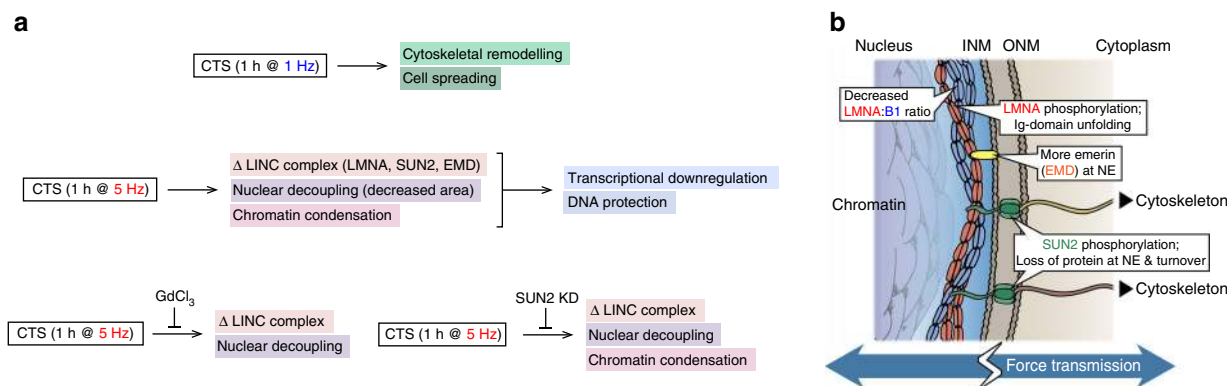 a
CTS (1 h @ 1 Hz)
Cytoskeletal remodelling
Cell spreading
CTS (1 h @ 5 Hz)
Δ LINC complex (LMNA, SUN2, EMD)
Nuclear decoupling (decreased area)
Chromatin condensation
Transcriptional downregulation
DNA protection
GdCl₃
CTS (1 h @ 5 Hz)
Δ LINC complex
Nuclear decoupling
SUN2 KD
CTS (1 h @ 5 Hz)
Δ LINC complex
Nuclear decoupling
Chromatin condensation
b
Nucleus INM ONM Cytoplasm
Decreased
LMNA:B1 ratio
LMNA phosphorylation;
Ig-domain unfolding
More emerin
(EMD) at NE
Chromatin
Cytoskeleton
SUN2 phosphorylation;
Loss of protein at NE & turnover
Cytoskeleton
Force transmission